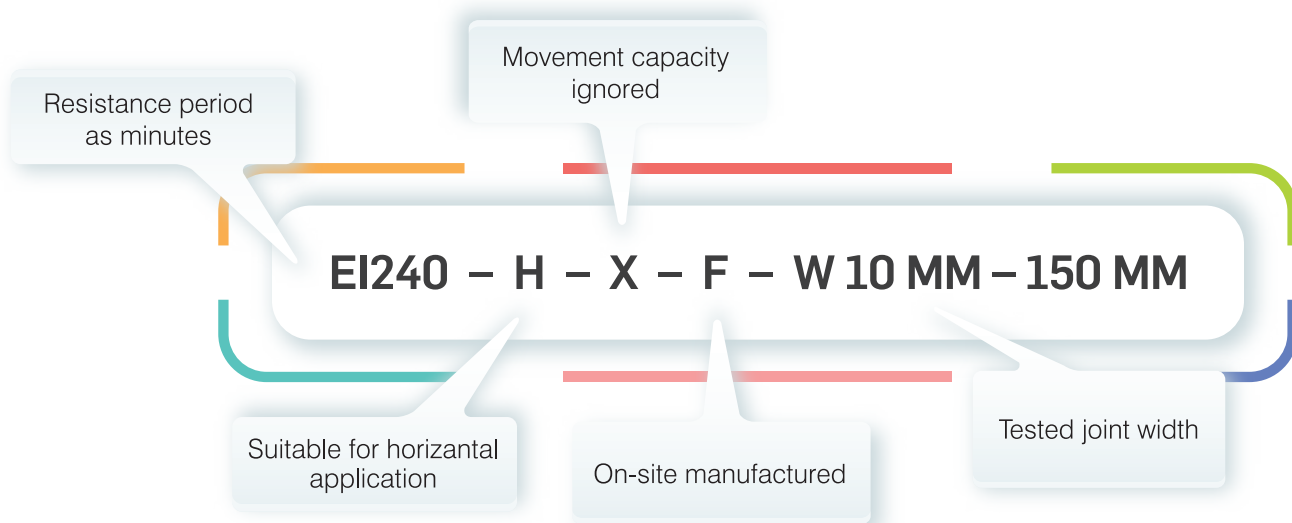 Movement capacity
ignored
Resistance period
as minutes
EI240 – H – X – F – W 10 MM – 150 MM
Suitable for horizantal
application
On-site manufactured
Tested joint width